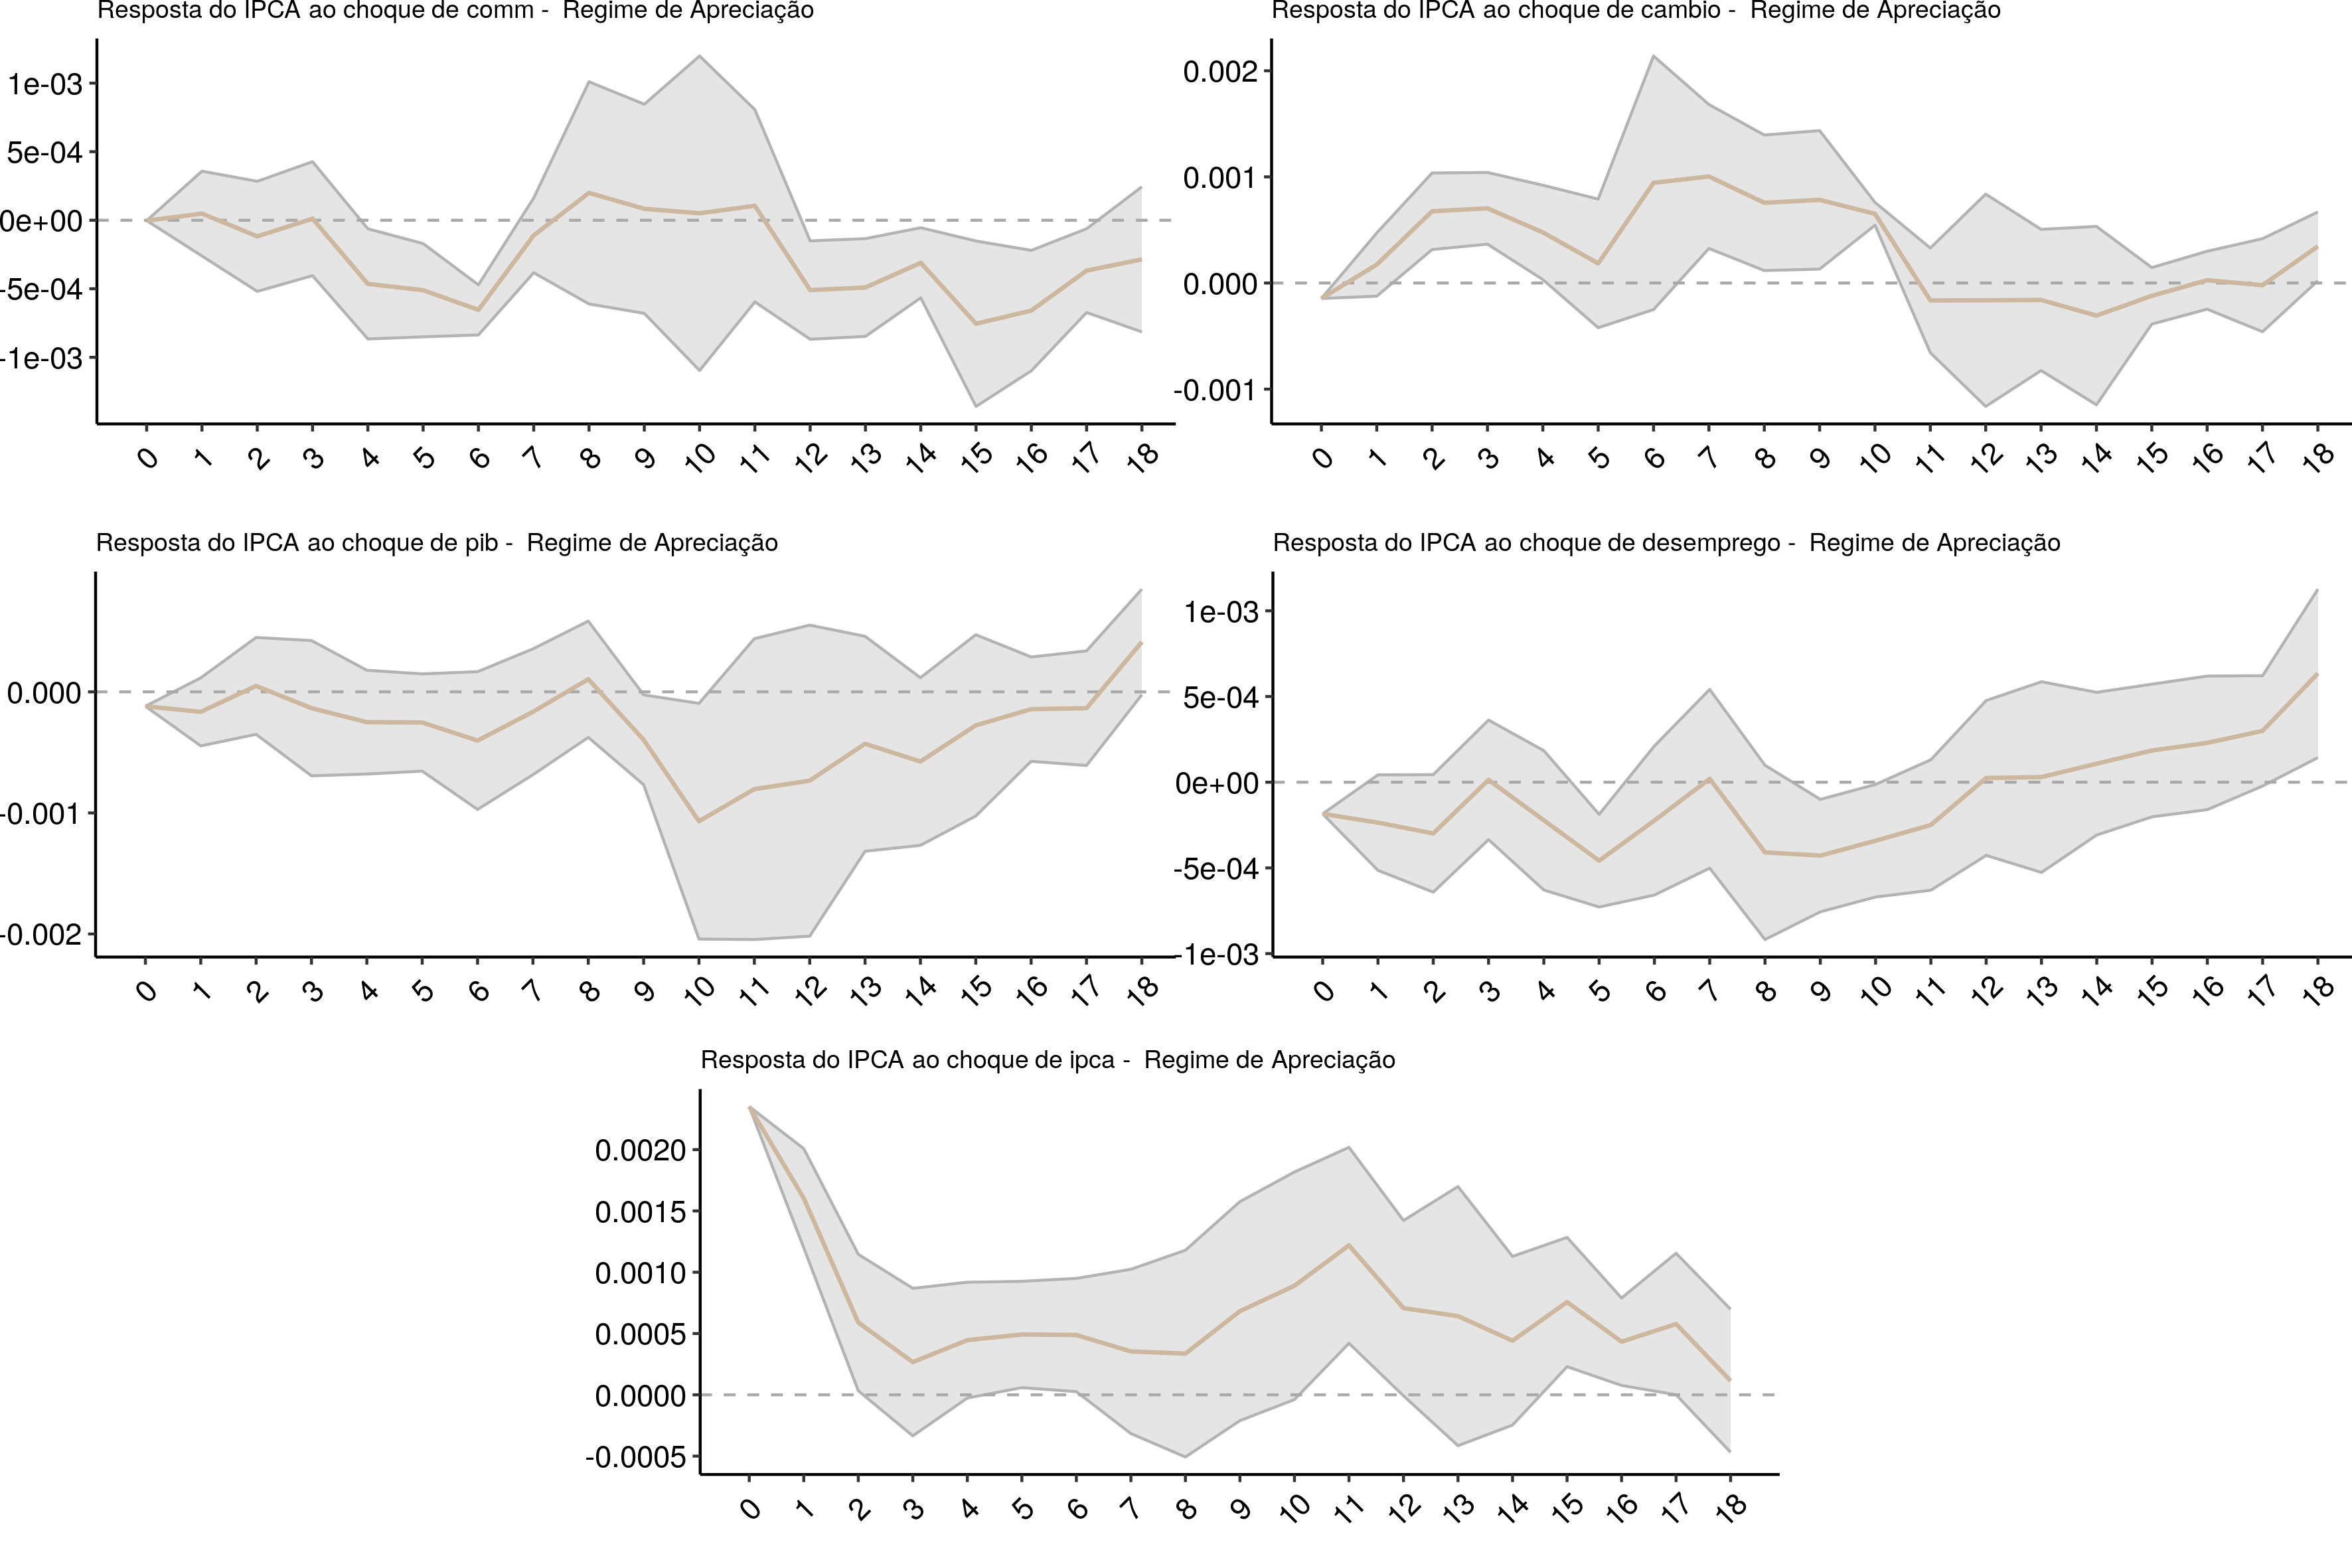 Resposta do IPCA ao choque de comm -  Regime de Apreciação
1e-03
5e-04
0e+00
-5e-04
-1e-03
0 1 2 3 4 5 6 7 8 9 10 11 12 13 14 15 16 17 18
Resposta do IPCA ao choque de cambio -  Regime de Apreciação
0.002
0.001
0.000
-0.001
0 1 2 3 4 5 6 7 8 9 10 11 12 13 14 15 16 17 18
Resposta do IPCA ao choque de pib -  Regime de Apreciação
0.000
-0.001
-0.002
0 1 2 3 4 5 6 7 8 9 10 11 12 13 14 15 16 17 18
Resposta do IPCA ao choque de desemprego -  Regime de Apreciação
1e-03
5e-04
0e+00
-5e-04
-1e-03
0 1 2 3 4 5 6 7 8 9 10 11 12 13 14 15 16 17 18
Resposta do IPCA ao choque de ipca -  Regime de Apreciação
0.0020
0.0015
0.0010
0.0005
0.0000
-0.0005
0 1 2 3 4 5 6 7 8 9 10 11 12 13 14 15 16 17 18